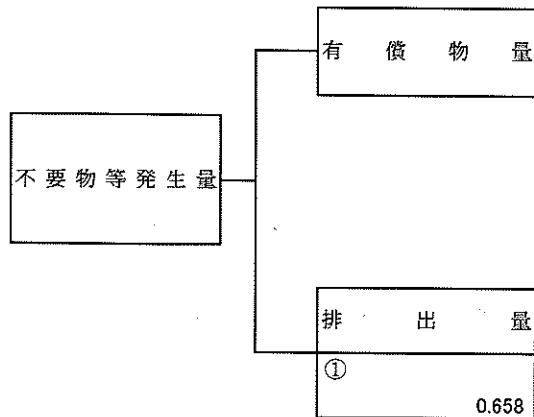 有償物量
不要物等発生量
排出量
①
0.658